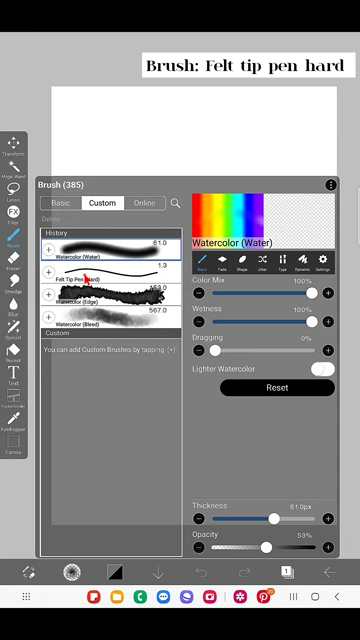 Brush: Felt tip pen hard
Transform
Magic Wand
Lasso
FX
Filter
Brush
Eraser
Smudge
Blur
Special
Bucket
T
Text
Frame Divider
Eyedropper
Canvas
Brush (385)
Basic
Custom
Online
Delete
History
61.0
Watercolor (Water)
1.3
Felt Tip Pen (Hard)
153.0
Watercolor (Edge)
567.0
Watercolor (Bleed)
Custom
You can add Custom Brushes by tapping (+)
Watercolor (Water)
Basic
Fade
Shape
Jitter
Type
Dynamic
Settings
Color Mix
100%
Wetness
100%
Dragging
0%
Lighter Watercolor
Reset
Thickness
61.0px
Opacity
53%
1